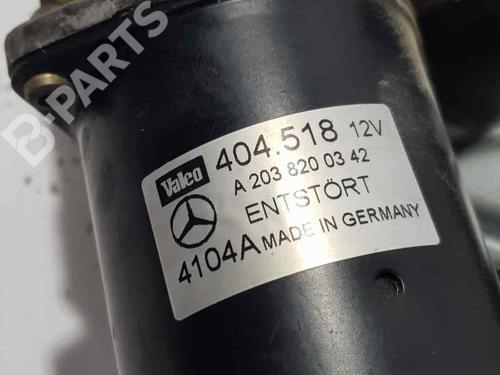 B-PARTS
Valeo 404.518 12V
A 203 820 03 42
ENTSTÖRT
4104A MADE IN GERMANY